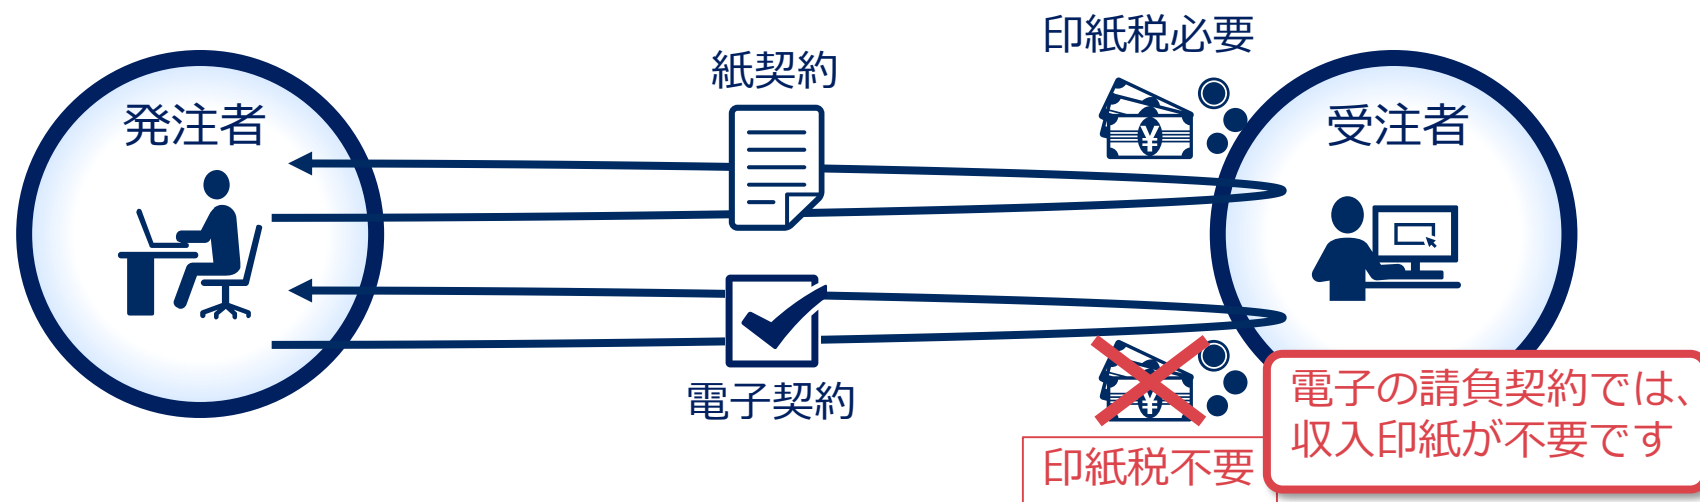 印紙税必要
紙契約
発注者
受注者
電子契約
電子の請負契約では、
収入印紙が不要です
印紙税不要